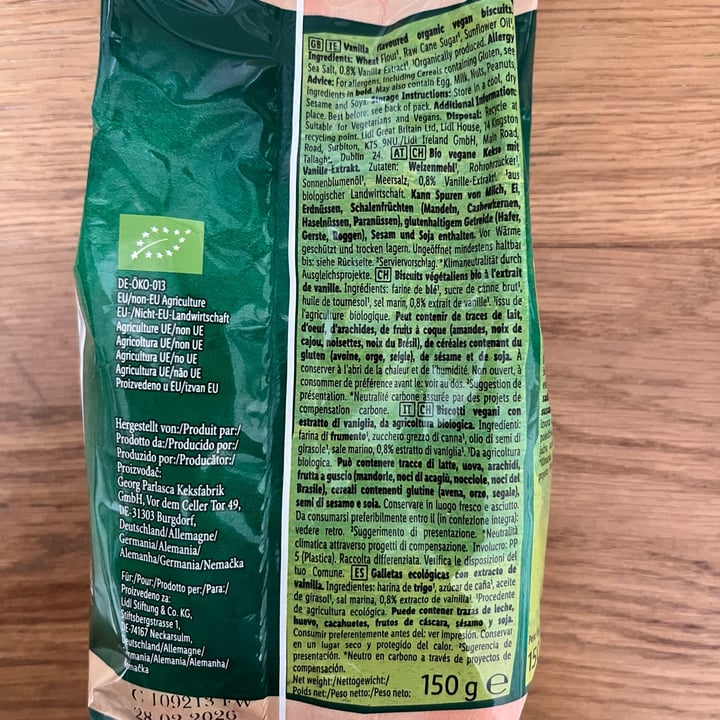 DE-ÖKO-013
EU/non-EU Agriculture
EU-/Nicht-EU-Landwirtschaft
Agriculture UE/non UE
Agricoltura UE/non UE
Agricultura UE/no UE
Agricultura UE/não UE
Proizvedeno u EU/izvan EU
Hergestellt von:/Produit par:/
Prodotto da:/Producido por:/
Produzido por:/Producător:/
Proizvođač:
Georg Parlasca Keksfabrik
GmbH, Vor dem Celler Tor 49,
DE-31303 Burgdorf,
Deutschland/Allemagne/
Germania/Alemania/
Alemanha/Germania/Nemačka
Für:/Pour:/Prodotto per:/Para:/
Proizvedeno za:
Lidl Stiftung & Co. KG,
Stiftsbergstrasse 1,
DE-74167 Neckarsulm,
Deutschland/Allemagne/
Germania/Alemania/Alemanha/
C 109213 FW
28.02.2026
GB IE Vanilla flavoured organic vegan biscuits.
Ingredients: Wheat Flour¹, Raw Cane Sugar¹, Sunflower Oil¹,
Sea Salt, 0.8% Vanilla Extract¹. ¹Organically produced. Allergy
Advice: For allergens, including Cereals containing Gluten, see
ingredients in bold. May also contain Egg, Milk, Nuts, Peanuts,
Sesame and Soya. Storage Instructions: Store in a cool, dry
place. Best before: see back of pack. Additional Information:
Suitable for Vegetarians and Vegans. Disposal: Recycle at
recycling point. Lidl Great Britain Ltd, Lidl House, 14 Kingston
Road, Surbiton, KT5 9NU./Lidl Ireland GmbH, Main Road,
Tallaght, Dublin 24. AT CH Bio vegane Kekse mit
Vanille-Extrakt. Zutaten: Weizenmehl¹, Rohrohrzucker¹,
Sonnenblumenöl¹, Meersalz, 0,8% Vanille-Extrakt¹. ¹aus
biologischer Landwirtschaft. Kann Spuren von Milch, Ei,
Erdnüssen, Schalenfrüchten (Mandeln, Cashewkernen,
Haselnüssen, Paranüssen), glutenhaltigem Getreide (Hafer,
Gerste, Roggen), Sesam und Soja enthalten. Vor Wärme
geschützt und trocken lagern. Ungeöffnet mindestens haltbar
bis: siehe Rückseite. ²Serviervorschlag. *Klimaneutralität durch
Ausgleichsprojekte. CH Biscuits végétaliens bio à l'extrait
de vanille. Ingrédients: farine de blé¹, sucre de canne brut¹,
huile de tournesol¹, sel marin, 0,8% extrait de vanille¹. ¹issu de
l'agriculture biologique. Peut contenir de traces de lait,
d'oeuf, d'arachides, de fruits à coque (amandes, noix de
cajou, noisettes, noix du Brésil), de céréales contenant du
gluten (avoine, orge, seigle), de sésame et de soja. À
conserver à l'abri de la chaleur et de l'humidité. Non ouvert, à
consommer de préférence avant le: voir au dos. ²Suggestion de
présentation. *Neutralité carbone assurée par des projets de
compensation carbone. IT CH Biscotti vegani con
estratto di vaniglia, da agricoltura biologica. Ingredienti:
farina di frumento¹, zucchero grezzo di canna¹, olio di semi di
girasole¹, sale marino, 0,8% estratto di vaniglia¹. ¹Da agricoltura
biologica. Può contenere tracce di latte, uova, arachidi,
frutta a guscio (mandorle, noci di acagiù, nocciole, noci del
Brasile), cereali contenenti glutine (avena, orzo, segale),
semi di sesamo e soia. Conservare in luogo fresco e asciutto.
Da consumarsi preferibilmente entro il (in confezione integra):
vedere retro. ²Suggerimento di presentazione. *Neutralità
climatica attraverso progetti di compensazione. Involucro: PP
5 (Plastica). Raccolta differenziata. Verifica le disposizioni del
tuo Comune. ES Galletas ecológicas con extracto de
vainilla. Ingredientes: harina de trigo¹, azúcar de caña¹, aceite
de girasol¹, sal marina, 0,8% extracto de vainilla¹. ¹Procedente
de agricultura ecológica. Puede contener trazas de leche,
huevo, cacahuetes, frutos de cáscara, sésamo y soja.
Consumir preferentemente antes del: ver impresión. Conservar
en un lugar seco y protegido del calor. ²Sugerencia de
presentación. *Neutro en carbono a través de proyectos de
compensación.
Net weight:/Nettogewicht:/
Poids net:/Peso netto:/Peso neto: 150 g e